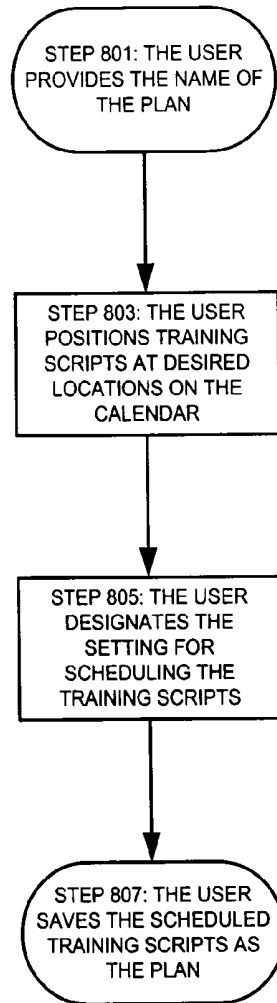 STEP 801: THE USER
PROVIDES THE NAME OF
THE PLAN
STEP 803: THE USER
POSITIONS TRAINING
SCRIPTS AT DESIRED
LOCATIONS ON THE
CALENDAR
STEP 805: THE USER
DESIGNATES THE
SETTING FOR
SCHEDULING THE
TRAINING SCRIPTS
STEP 807: THE USER
SAVES THE SCHEDULED
TRAINING SCRIPTS AS
THE PLAN